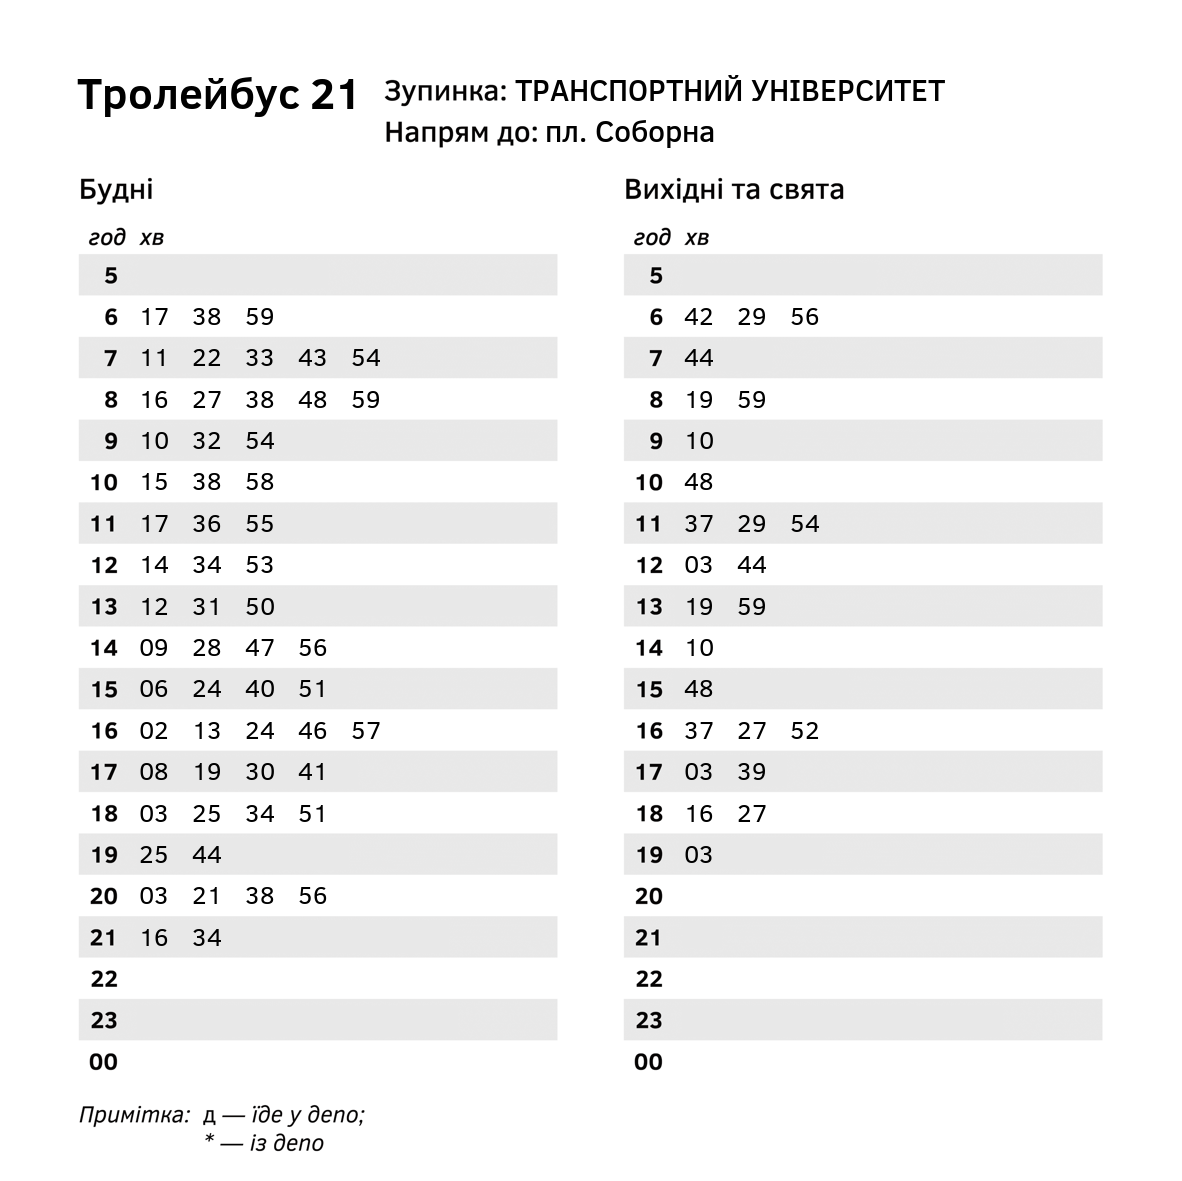 Тролейбус 21
Зупинка: ТРАНСПОРТНИЙ УНІВЕРСИТЕТ
Напрям до: пл. Соборна
Будні
год хв
5
6 17 38 59
7 11 22 33 43 54
8 16 27 38 48 59
9 10 32 54
10 15 38 58
11 17 36 55
12 14 34 53
13 12 31 50
14 09 28 47 56
15 06 24 40 51
16 02 13 24 46 57
17 08 19 30 41
18 03 25 34 51
19 25 44
20 03 21 38 56
21 16 34
22
23
00
Вихідні та свята
год хв
5
6 42 29 56
7 44
8 19 59
9 10
10 48
11 37 29 54
12 03 44
13 19 59
14 10
15 48
16 37 27 52
17 03 39
18 16 27
19 03
20
21
22
23
00
Примітка: д — їде у депо;
* — із депо